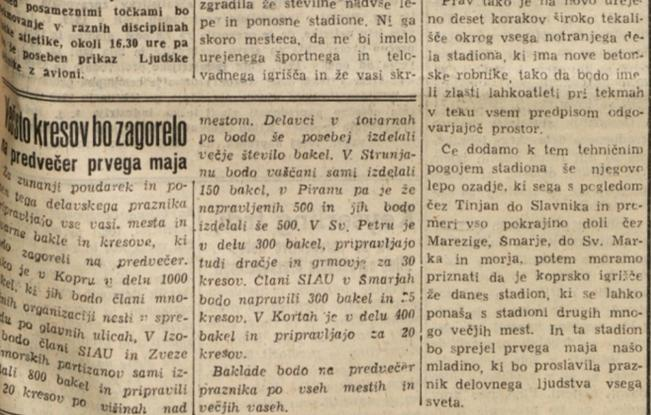 posameznimi točkami bo
v raznih disciplinah
atletike, okoli 16.30 ure pa
poseben prikaz Ljudske
z avioni.
kresov bo zagorelo
predvečer prvega maja
zunanji poudarek in po-
tega delavskega praznika
vse vasi, mesta in
bakle in kresove, ki
zagoreli na predvečer.
je v Kopru v delu 1000
ki jih bodo člani mno-
organizacij nesli v spre-
po glavnih ulicah, V Izo-
bodo člani SIAU in Zveze
partizanov sami iz-
800 bakel in pripravili
20 kresov po višinah nad
zgradila že številne nadvse le-
pe in ponosne stadione. Ni ga
skoro mesteca, da ne bi imelo
urejenega športnega in telo-
vadnega igrišča in že vasi skr-
mestom. Delavci v tovarnah
pa bodo še posebej izdelali
večje število bakel. V Strunja-
nu bodo vaščani sami izdelali
150 bakel, v Piranu pa je že
napravljenih 500 in jih bodo
izdelali še 500. V Sv. Petru je
v delu 300 bakel, pripravljajo
tudi dračje in grmovje za 30
kresov. Člani SIAU v Šmarjah
bodo napravili 300 bakel in
kresov. V Kortah je v delu 400
bakel in pripravljajo za 20
kresov.
Baklade bodo na predvečer
praznika po vseh mestih in
večjih vaseh.
Prav tako je na novo ureje-
no deset korakov široko tekali-
šče okrog vsega notranjega de-
la stadiona, ki ima nove beton-
ske robnike, tako da bodo ime
li zlasti lahkoatleti pri tekmah
v teku vsem predpisom odgo-
varjajoč prostor.
Če dodamo k tem tehničnim
pogojem stadiona še njegovo
lepo ozadje, ki sega s pogledom
čez Tinjan do Slavnika in pre-
meri vso pokrajino doli čez
Marezige, Šmarje, do Sv. Mar-
ka in morja, potem moramo
priznati da je koprsko igrišče
že danes stadion, ki se lahko
ponaša s stadioni drugih mno-
go večjih mest. In ta stadion
bo sprejel prvega maja našo
mladino, ki bo proslavila praz-
nik delovnega ljudstva vsega
sveta.